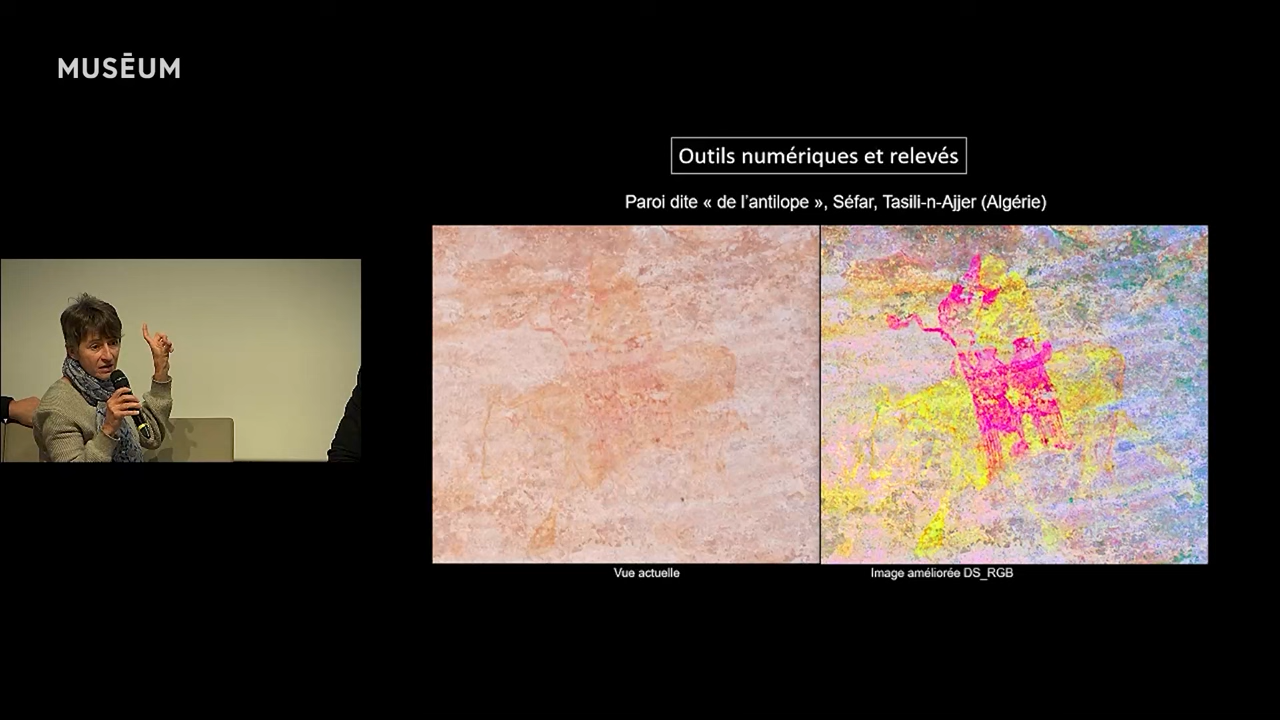 MUSĒUM
Outils numériques et relevés
Paroi dite « de l'antilope », Séfar, Tasili-n-Ajjer (Algérie)
Vue actuelle
Image améliorée DS_RGB